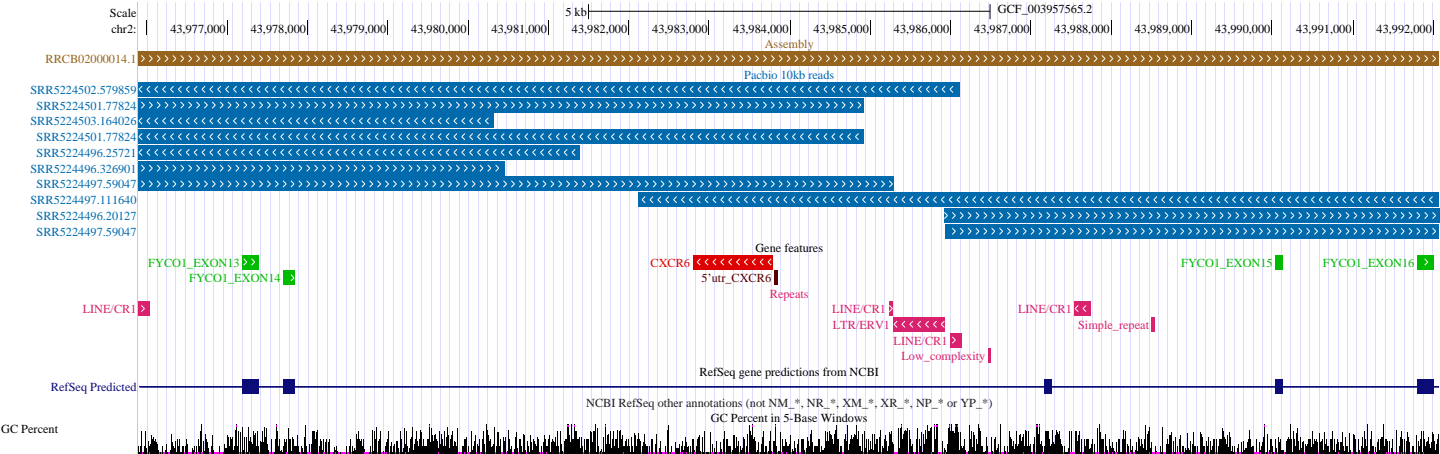 Scale 5 kb GCF_003957565.2
chr2: 43,977,000 43,978,000 43,979,000 43,980,000 43,981,000 43,982,000 43,983,000 43,984,000 43,985,000 43,986,000 43,987,000 43,988,000 43,989,000 43,990,000 43,991,000 43,992,000
Assembly
RRCB02000014.1
Pacbio 10kb reads
SRR5224502.579859
SRR5224501.77824
SRR5224503.164026
SRR5224501.77824
SRR5224496.25721
SRR5224496.326901
SRR5224497.59047
SRR5224497.111640
SRR5224496.20127
SRR5224497.59047
Gene features
FYCO1_EXON13 CXCR6 FYCO1_EXON15 FYCO1_EXON16
FYCO1_EXON14 5'utr_CXCR6
Repeats
LINE/CR1 LINE/CR1 LINE/CR1
LTR/ERV1 Simple_repeat
LINE/CR1
Low_complexity
RefSeq gene predictions from NCBI
RefSeq Predicted
NCBI RefSeq other annotations (not NM_*, NR_*, XM_*, XR_*, NP_* or YP_*)
GC Percent in 5-Base Windows
GC Percent